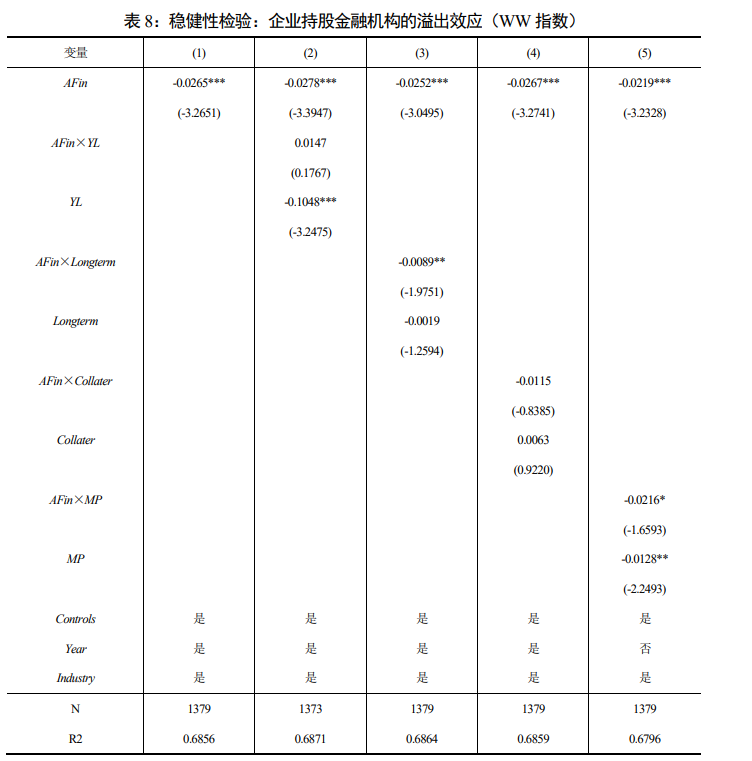 表 8：稳健性检验：企业持股金融机构的溢出效应（WW 指数）
变量 (1) (2) (3) (4) (5)
AFin -0.0265*** -0.0278*** -0.0252*** -0.0267*** -0.0219***
(-3.2651) (-3.3947) (-3.0495) (-3.2741) (-3.2328)
AFin×YL 0.0147
(0.1767)
YL -0.1048***
(-3.2475)
AFin×Longterm -0.0089**
(-1.9751)
Longterm -0.0019
(-1.2594)
AFin×Collater -0.0115
(-0.8385)
Collater 0.0063
(0.9220)
AFin×MP -0.0216*
(-1.6593)
MP -0.0128**
(-2.2493)
Controls 是 是 是 是 是
Year 是 是 是 是 否
Industry 是 是 是 是 是
N 1379 1373 1379 1379 1379
R2 0.6856 0.6871 0.6864 0.6859 0.6796